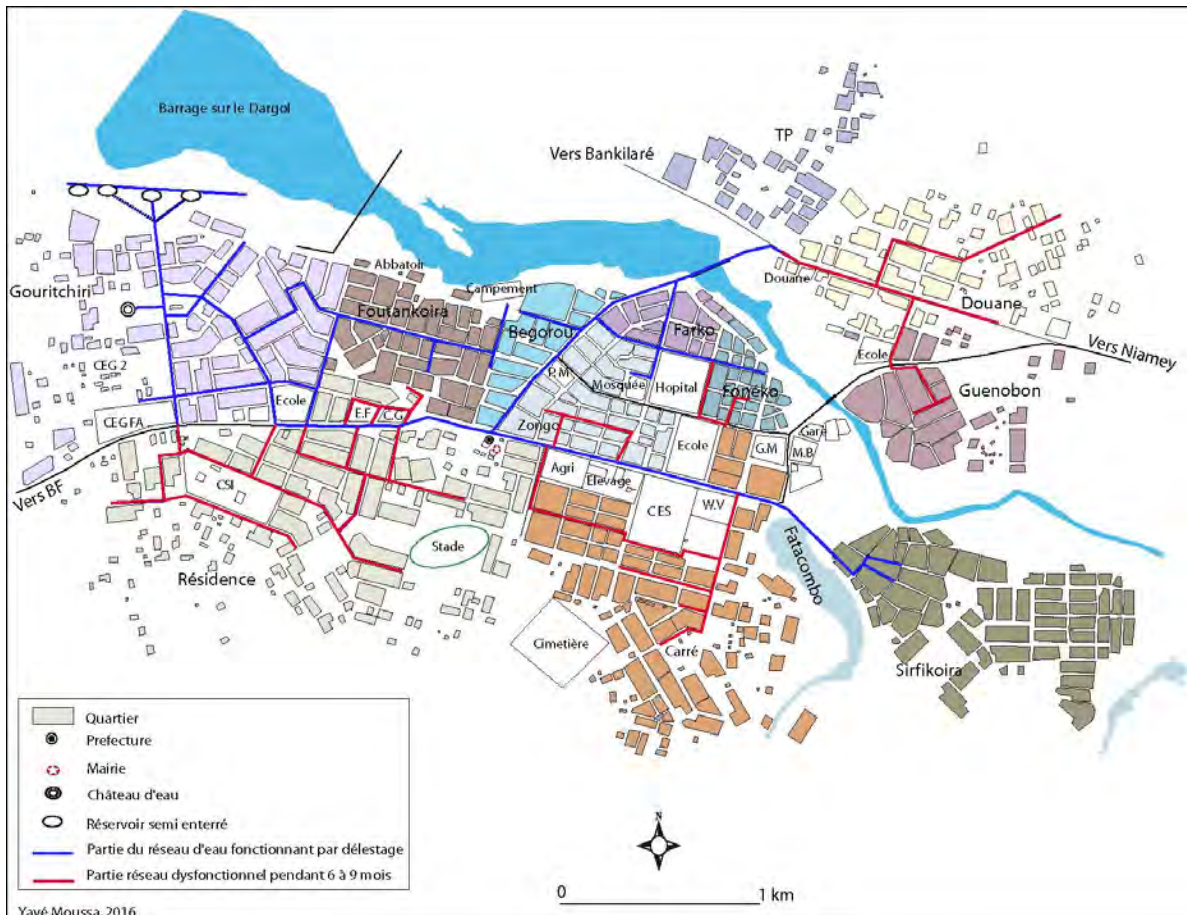 Barrage sur le Dargol
TP
Vers Bankilaré
Abbatoir
Campement
Douane
Gouritchiri
Foutankoira
Begorou
Farko
Douane
Vers Niamey
Ecole
CEG 2
P.M
Mosquée
Hopital
Fonéko
Guenobon
Ecole
E.F
C.G
CEGFA
Zongo
Ecole
G.M
Garé
M.B
Vers BF
CSI
Agri
Elevage
CES
W.V
Stade
Résidence
Fatacombo
Cimetière
Carré
Sirfikoira
Quartier
Prefecture
Mairie
Château d'eau
Réservoir semi enterré
Partie du réseau d'eau fonctionnant par délestage
Partie réseau dysfonctionnel pendant 6 à 9 mois
N
0 1 km
Yayé Moussa, 2016